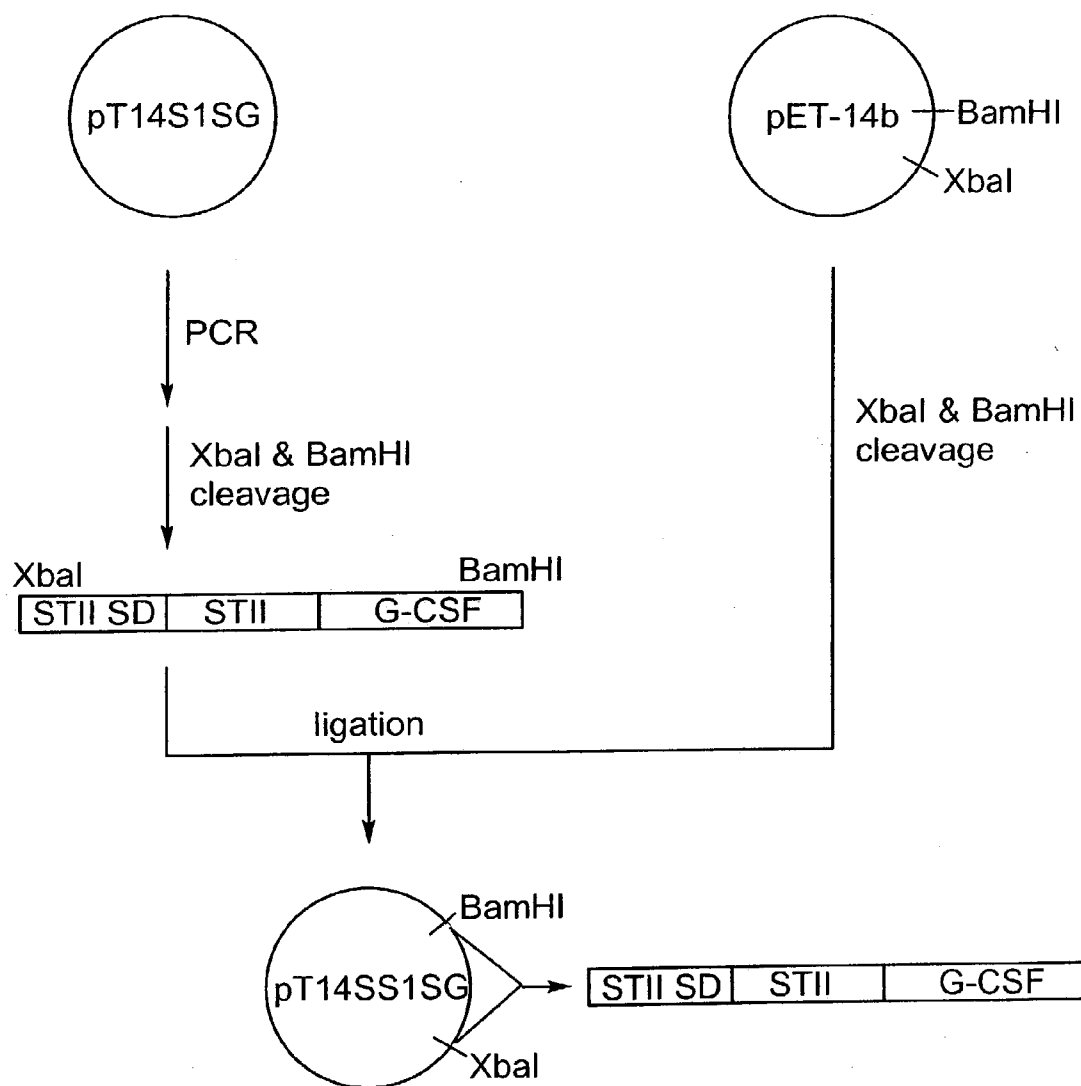 pT14S1SG
pET-14b
BamHI
XbaI
PCR
XbaI & BamHI
cleavage
XbaI & BamHI
cleavage
XbaI
BamHI
STII SD
STII
G-CSF
ligation
BamHI
pT14SS1SG
STII SD
STII
G-CSF
XbaI